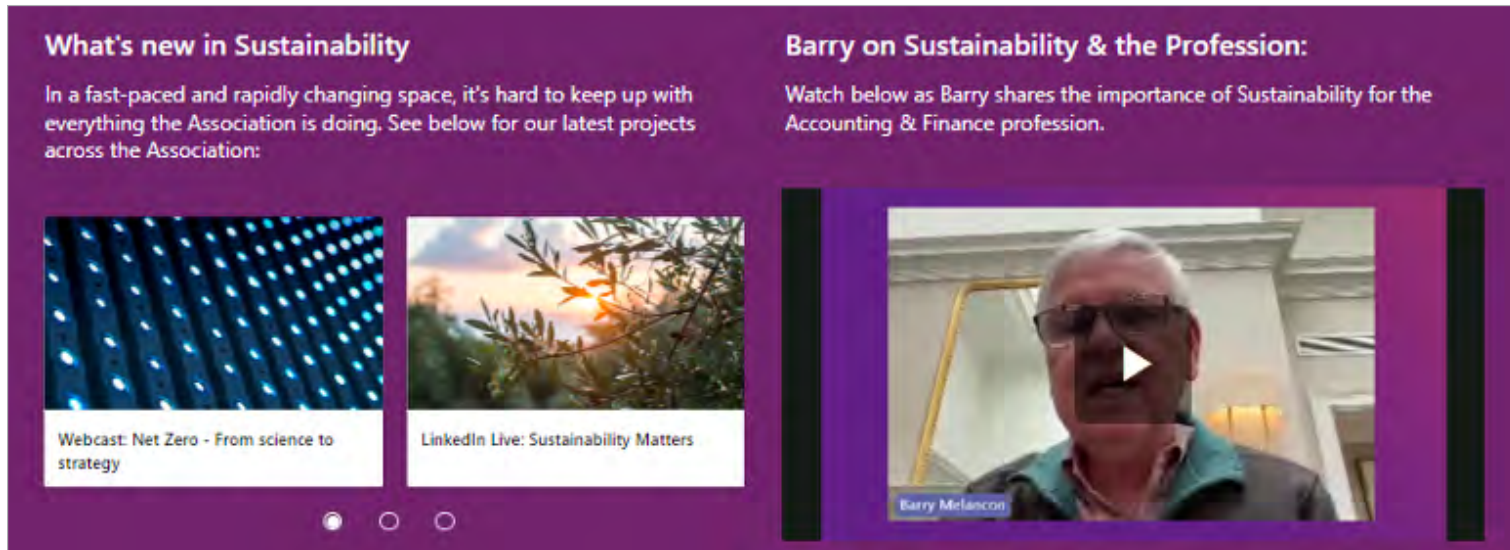 What's new in Sustainability
In a fast-paced and rapidly changing space, it's hard to keep up with
everything the Association is doing. See below for our latest projects
across the Association:
Webcast: Net Zero - From science to
strategy
LinkedIn Live: Sustainability Matters
Barry on Sustainability & the Profession:
Watch below as Barry shares the importance of Sustainability for the
Accounting & Finance profession.
Barry Melancon